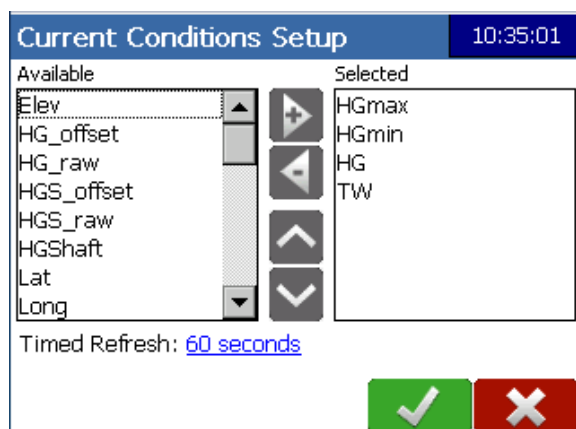 Current Conditions Setup 10:35:01
Available Selected
Elev
HG_offset
HG_raw
HGS_offset
HGS_raw
HGShaft
Lat
Long
HGmax
HGmin
HG
TW
Timed Refresh: 60 seconds